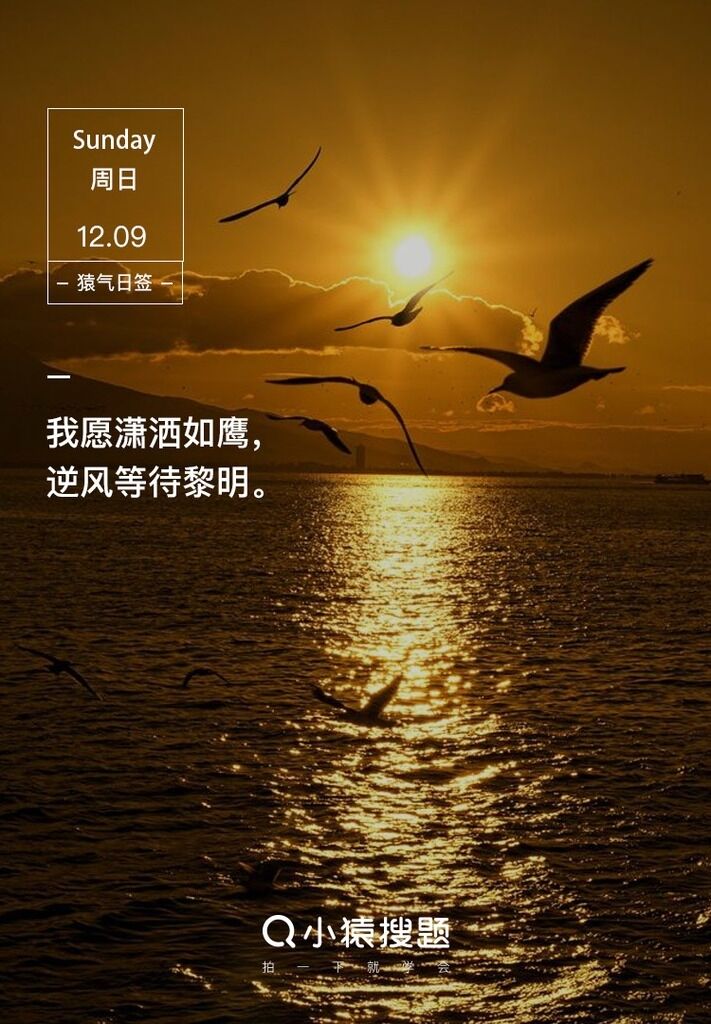 Sunday
周日
12.09
– 猿气日签 –
我愿潇洒如鹰，
逆风等待黎明。
小猿搜题
拍一下就学会